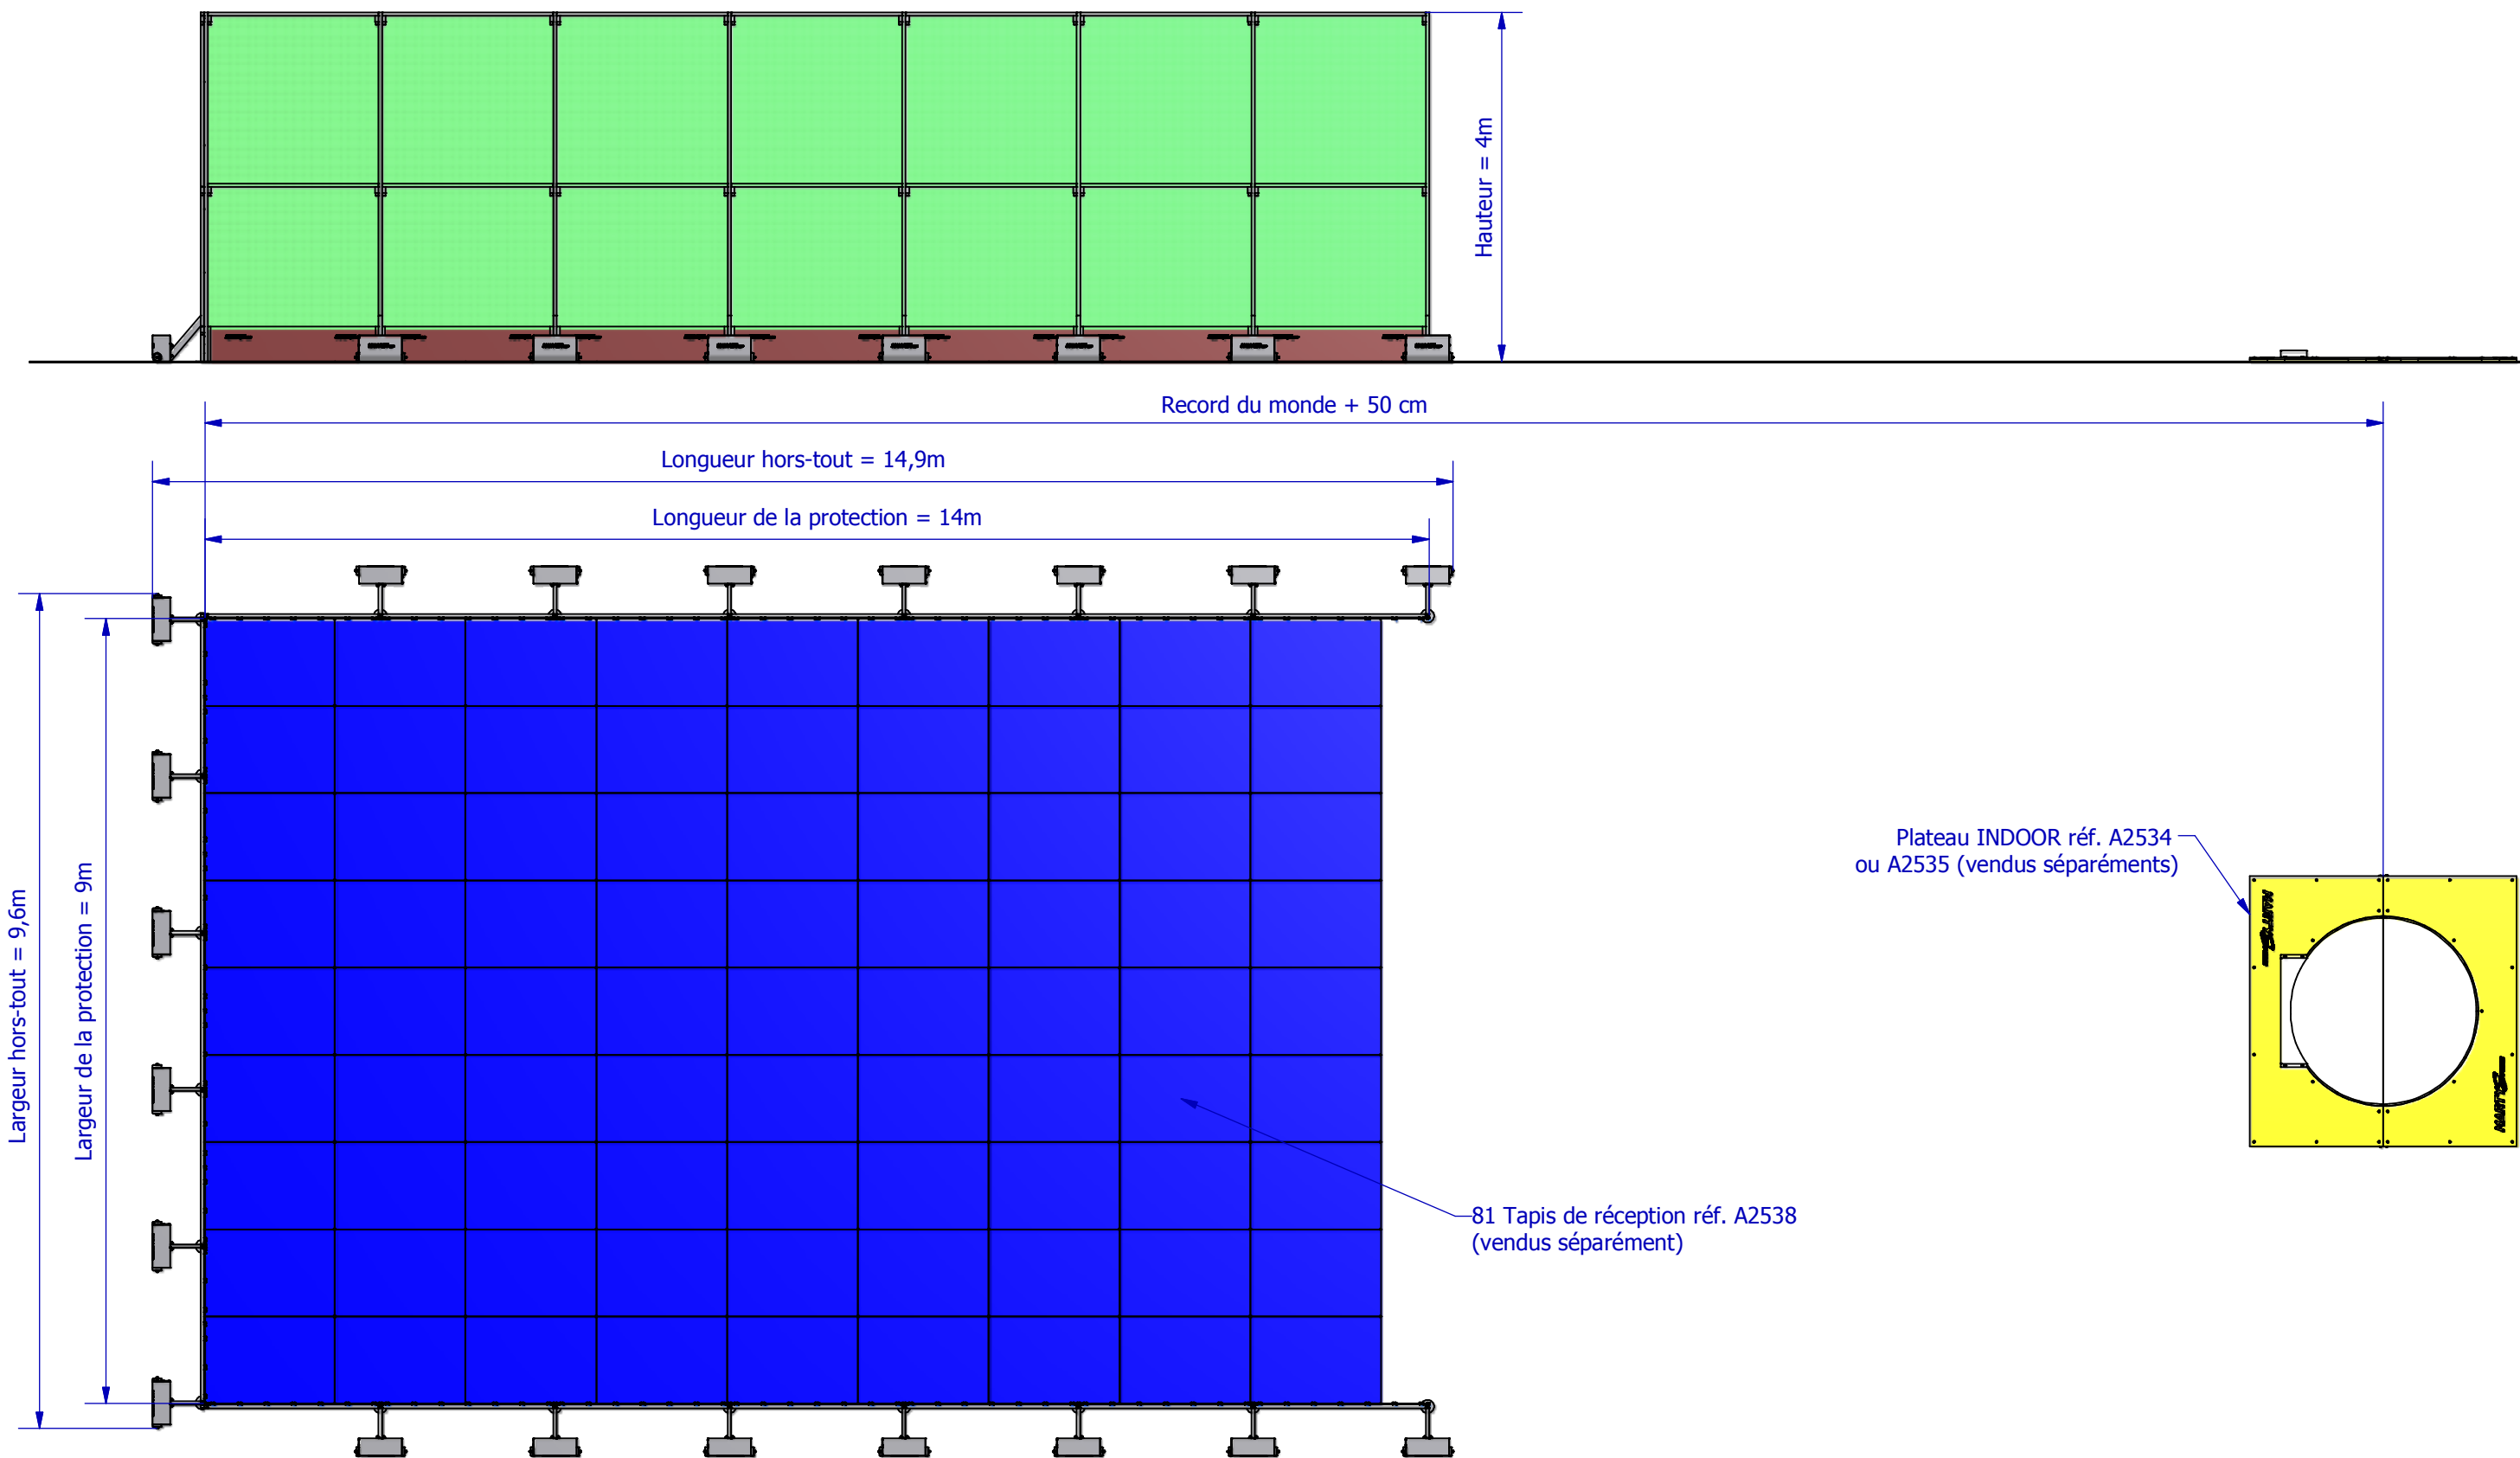 Hauteur = 4m
Record du monde + 50 cm
Longueur hors-tout = 14,9m
Longueur de la protection = 14m
Largeur hors-tout = 9,6m
Largeur de la protection = 9m
Plateau INDOOR réf. A2534
ou A2535 (vendus séparéments)
81 Tapis de réception réf. A2538
(vendus séparément)